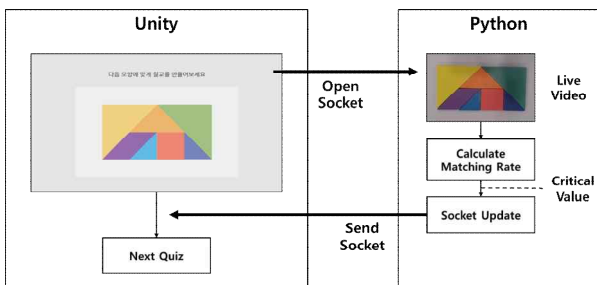 Unity
Python
다음 모양에 맞게 칠교를 만들어보세요
Open
Socket
Live
Video
Calculate
Matching Rate
Critical
Value
Send
Socket
Socket Update
Next Quiz